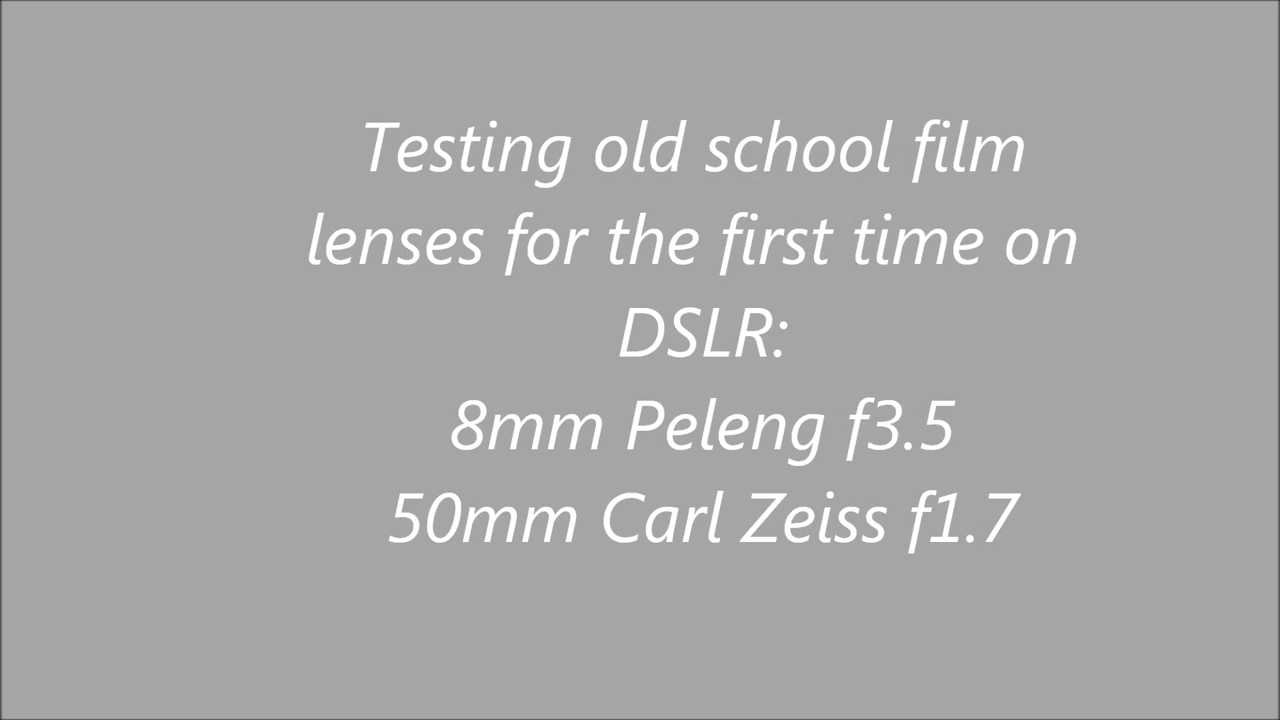 Testing old school film
lenses for the first time on
DSLR:
8mm Peleng f3.5
50mm Carl Zeiss f1.7